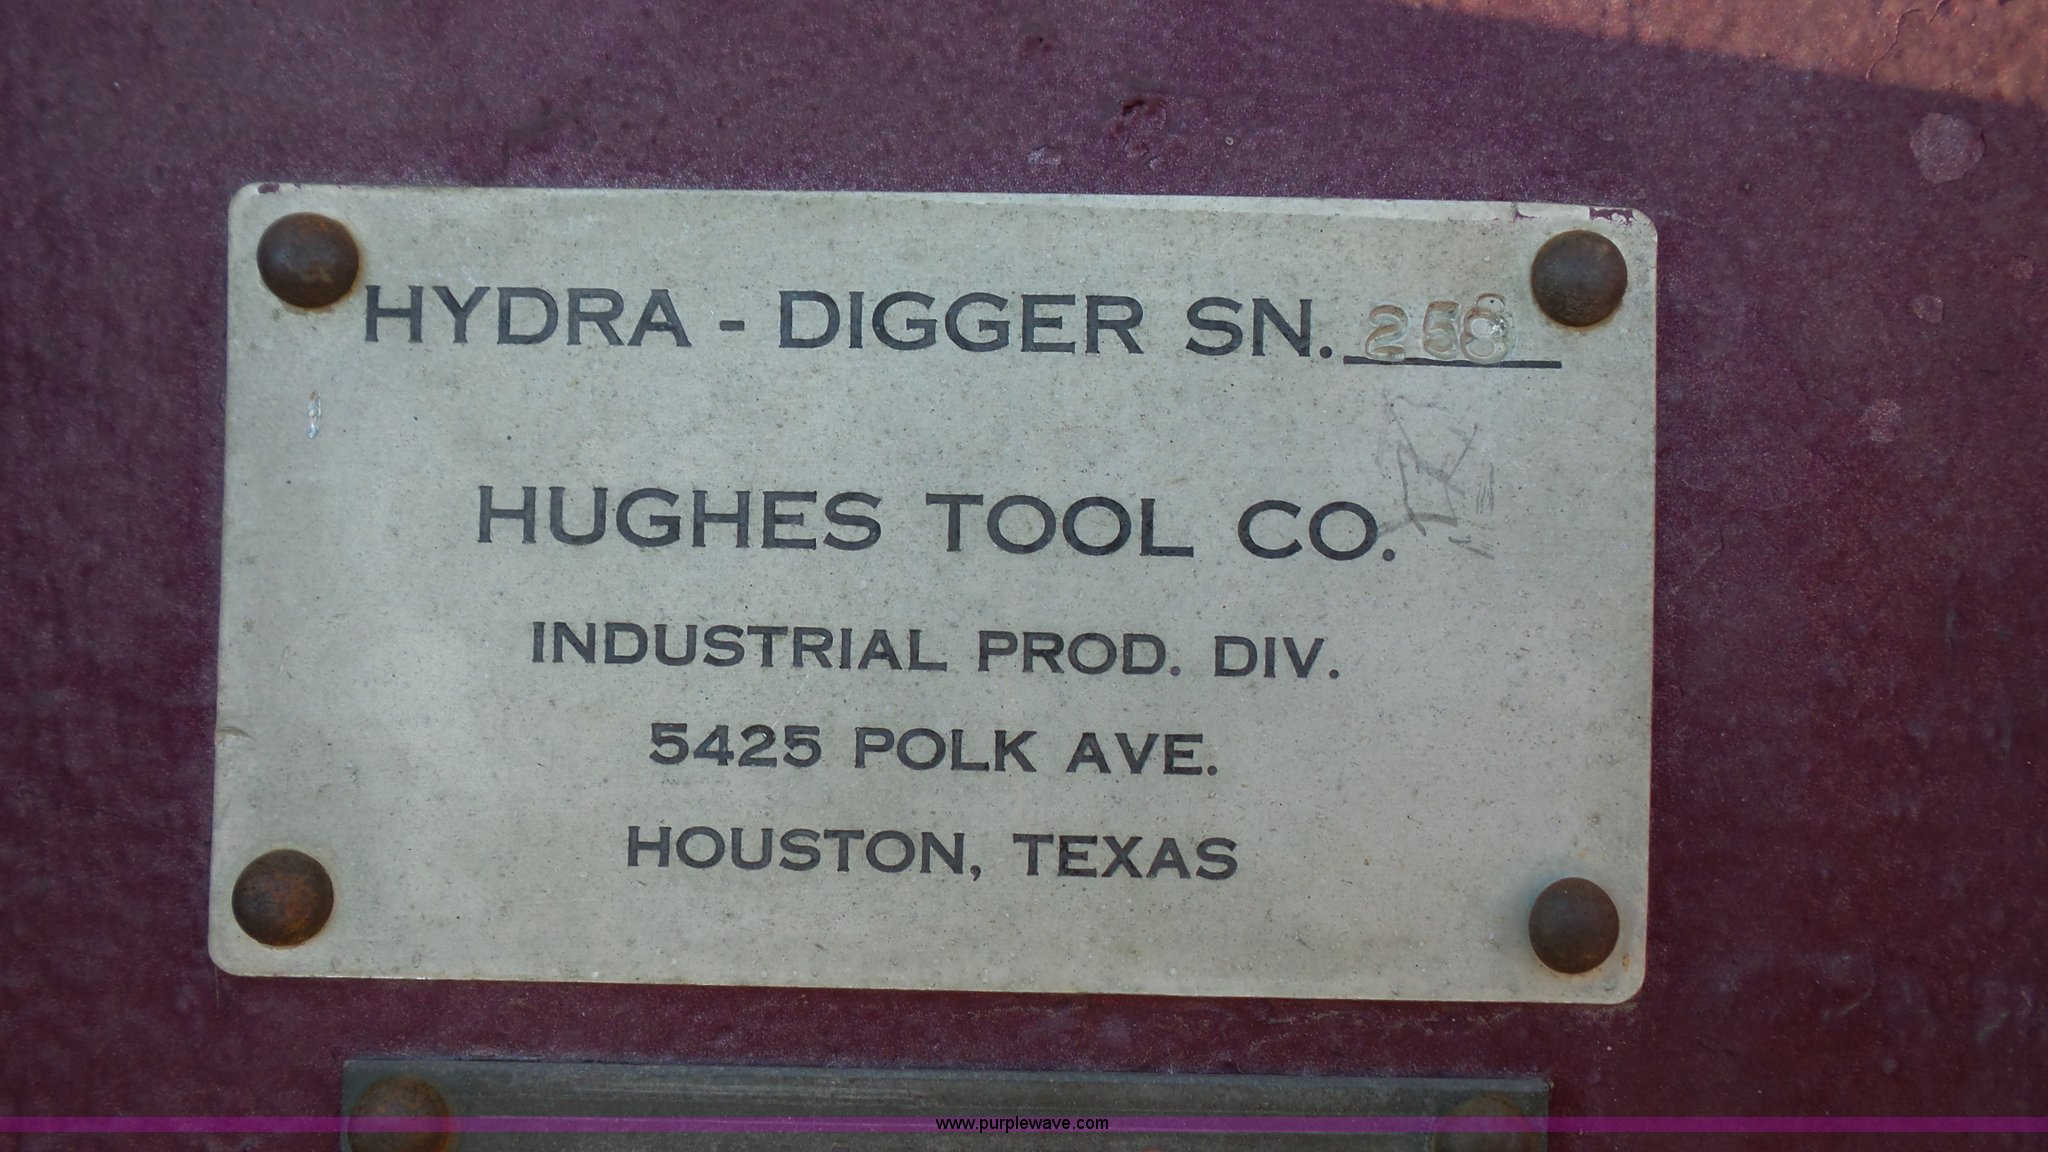 HYDRA - DIGGER SN. 258
HUGHES TOOL CO.
INDUSTRIAL PROD. DIV.
5425 POLK AVE.
HOUSTON, TEXAS
www.purplewave.com